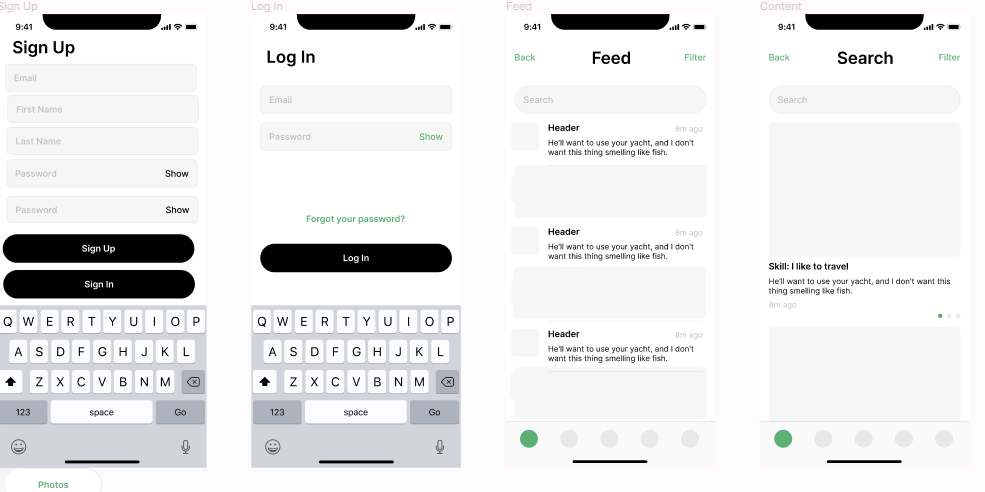 Sign Up
9:41
Sign Up
Email
First Name
Last Name
Password
Show
Password
Show
Sign Up
Sign In
Q W E R T Y U I O P
A S D F G H J K L
Z X C V B N M
123
space
Go
Photos
Log In
9:41
Log In
Email
Password
Show
Forgot your password?
Log In
Q W E R T Y U I O P
A S D F G H J K L
Z X C V B N M
123
space
Go
Feed
9:41
Back
Feed
Filter
Search
Header
8m ago
He'll want to use your yacht, and I don't
want this thing smelling like fish.
Header
8m ago
He'll want to use your yacht, and I don't
want this thing smelling like fish.
Header
8m ago
He'll want to use your yacht, and I don't
want this thing smelling like fish.
Content
9:41
Back
Search
Filter
Search
Skill: I like to travel
He'll want to use your yacht, and I don't want this
thing smelling like fish.
8m ago